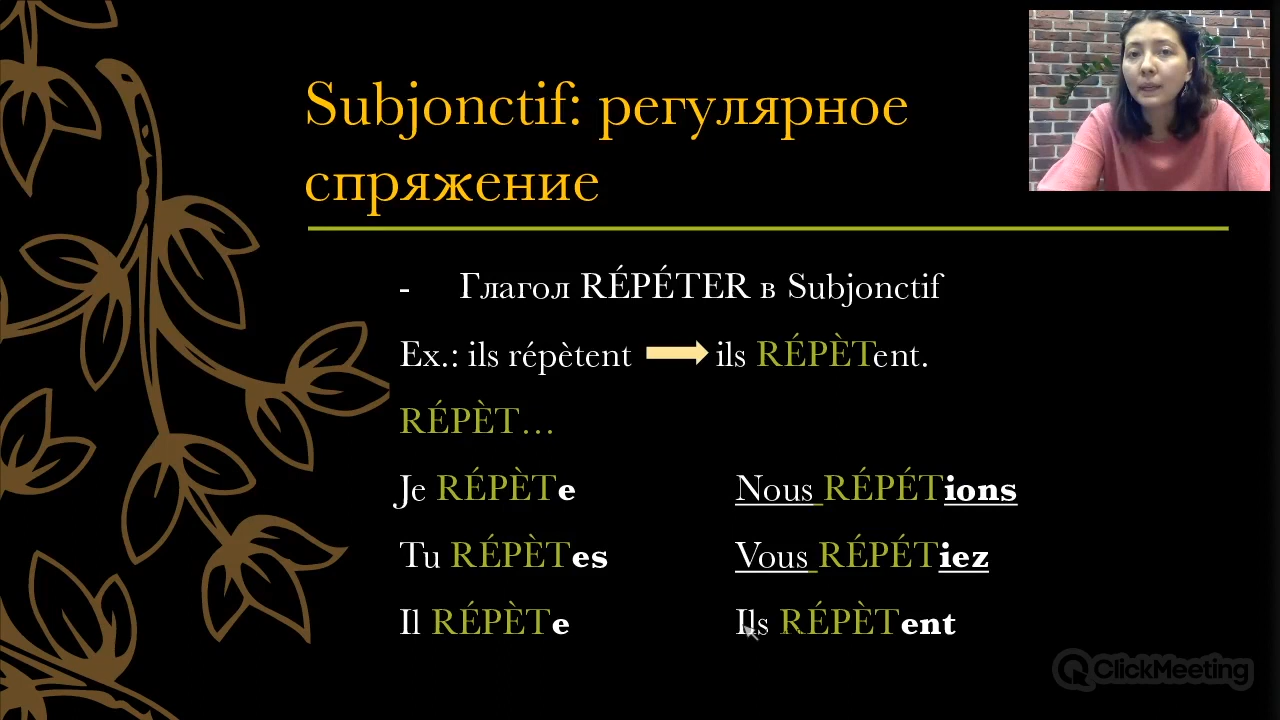 Subjonctif: регулярное
спряжение
- Глагол RÉPÉTER в Subjonctif
Ex.: ils répètent ils RÉPÈTent.
RÉPÈT…
Je RÉPÈTe
Nous RÉPÉTions
Tu RÉPÈTes
Vous RÉPÉTiez
Il RÉPÈTe
Ils RÉPÈTent
ClickMeeting